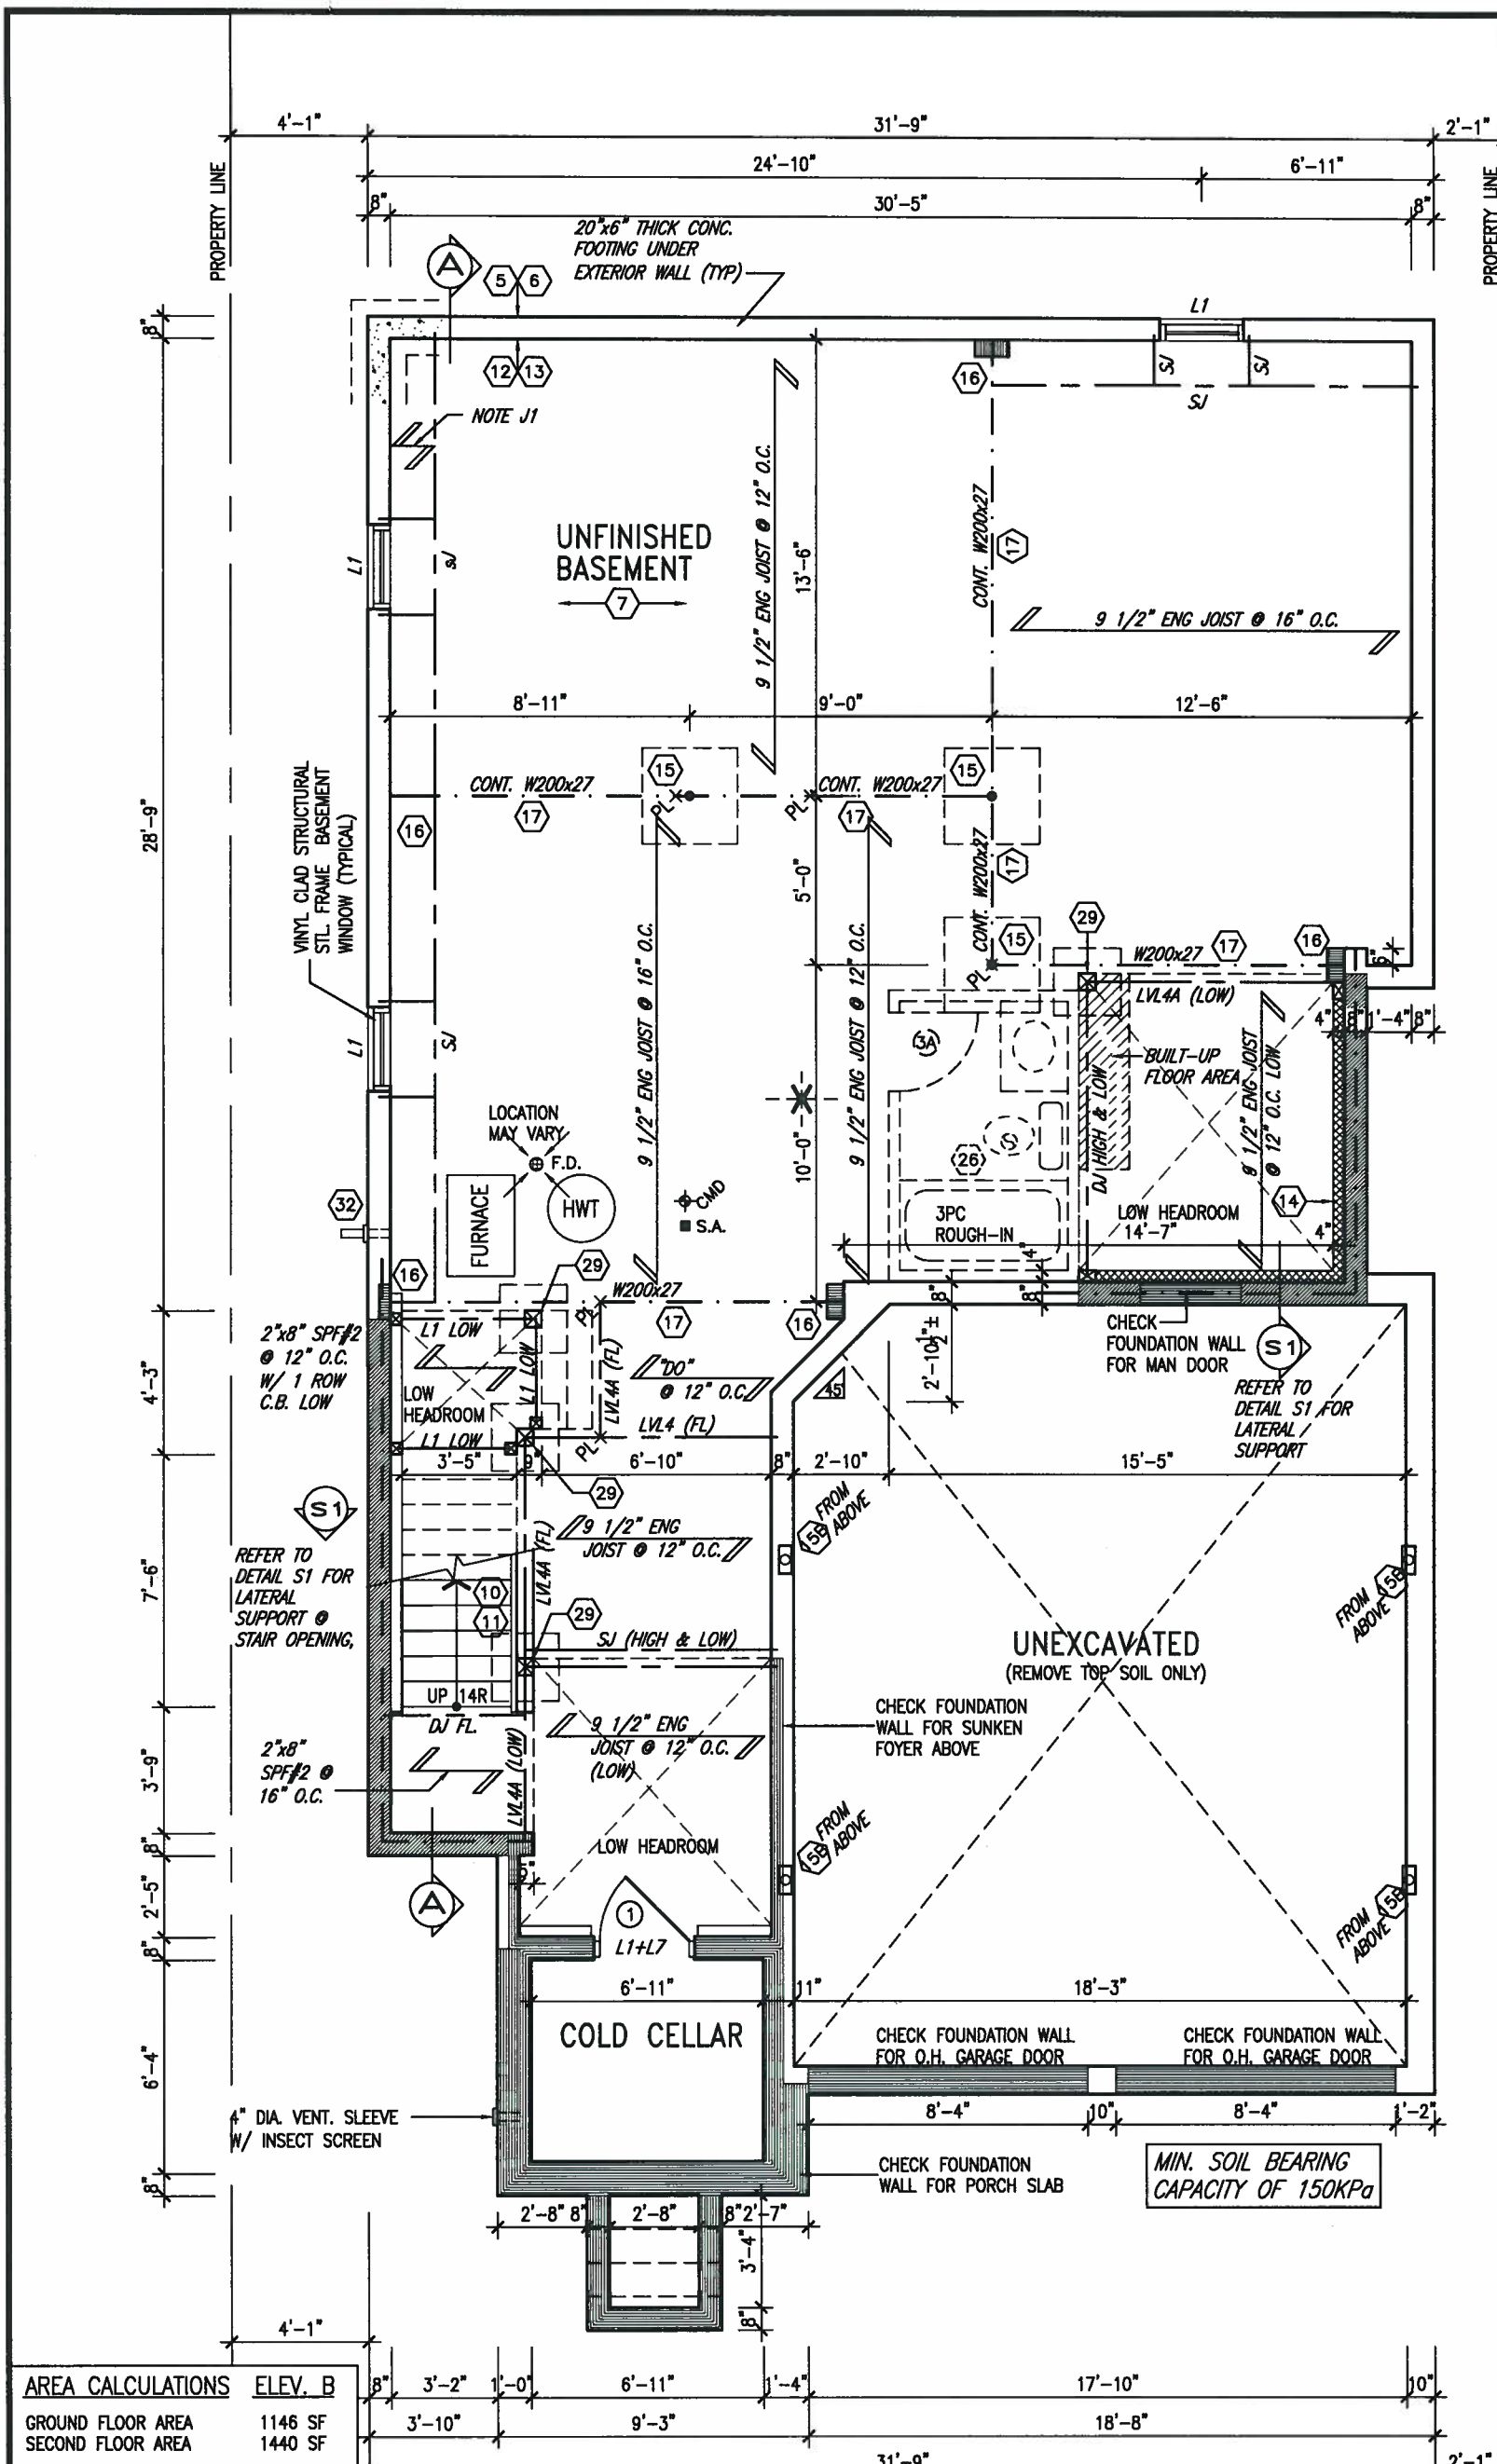 4'-1"
31'-9"
2'-1"
24'-10"
6'-11"
8"
30'-5"
8"
PROPERTY LINE
PROPERTY LINE
20"x6" THICK CONC.
FOOTING UNDER
EXTERIOR WALL (TYP)
A
5
6
L1
8"
12
13
16
SJ
SJ
SJ
NOTE J1
9 1/2" ENG JOIST @ 12" O.C.
CONT. W200x27
17
UNFINISHED
BASEMENT
7
13'-6"
L1
SJ
9 1/2" ENG JOIST @ 16" O.C.
8'-11"
9'-0"
12'-6"
15
15
CONT. W200x27
CONT. W200x27
PL
PL
17
17
16
28'-9"
VINYL CLAD STRUCTURAL
STL. FRAME BASEMENT
WINDOW (TYPICAL)
CONT. W200x27
17
5'-0"
29
15
W200x27
17
16
6"
PL
LVL4A (LOW)
9 1/2" ENG JOIST @ 16" O.C.
9 1/2" ENG JOIST @ 12" O.C.
4"
8"
1'-4"
8"
L1
SJ
3A
BUILT-UP
FLOOR AREA
9 1/2" ENG JOIST
@ 12" O.C. LOW
DJ HIGH & LOW
LOCATION
MAY VARY
F.D.
10'-0"
26
32
FURNACE
HWT
CMD
S.A.
3PC
ROUGH-IN
LOW HEADROOM
14
14'-7"
4"
4"
16
29
W200x27
17
16
8"
8"
PL
2"x8" SPF#2
@ 12" O.C.
W/ 1 ROW
C.B. LOW
L1 LOW
L1 LOW
LVL4A (FL)
"DO"
@ 12" O.C.
2'-10 1/2"±
CHECK
FOUNDATION WALL
FOR MAN DOOR
S1
4'-3"
LOW
HEADROOM
45
REFER TO
DETAIL S1 FOR
LATERAL
SUPPORT
L1 LOW
LVL4 (FL)
PL
3'-5"
9"
6'-10"
8"
2'-10"
15'-5"
29
S1
15B
FROM
ABOVE
FROM
ABOVE
15B
9 1/2" ENG
JOIST @ 12" O.C.
LVL4A (FL)
REFER TO
DETAIL S1 FOR
LATERAL
SUPPORT @
STAIR OPENING,
7'-6"
10
11
29
SJ (HIGH & LOW)
UNEXCAVATED
(REMOVE TOP SOIL ONLY)
UP 14R
DJ FL.
CHECK FOUNDATION
WALL FOR SUNKEN
FOYER ABOVE
9 1/2" ENG
JOIST @ 12" O.C.
(LOW)
2"x8"
SPF#2 @
16" O.C.
3'-9"
LVL4A (LOW)
LOW HEADROOM
15B
FROM
ABOVE
8"
5"
2'-5"
A
1
15B
FROM
ABOVE
8"
L1+L7
6'-11"
11"
18'-3"
COLD CELLAR
CHECK FOUNDATION WALL
FOR O.H. GARAGE DOOR
CHECK FOUNDATION WALL
FOR O.H. GARAGE DOOR
6'-4"
4" DIA. VENT. SLEEVE
W/ INSECT SCREEN
8'-4"
10"
8'-4"
1'-2"
CHECK FOUNDATION
WALL FOR PORCH SLAB
MIN. SOIL BEARING
CAPACITY OF 150KPa
8"
2'-8"
8"
2'-8"
8"
2'-7"
3'-4"
8"
4'-1"
AREA CALCULATIONS ELEV. B
8"
3'-2"
1'-0"
6'-11"
1'-4"
17'-10"
10"
GROUND FLOOR AREA 1146 SF
3'-10"
9'-3"
18'-8"
SECOND FLOOR AREA 1440 SF
31'-9"
2'-1"